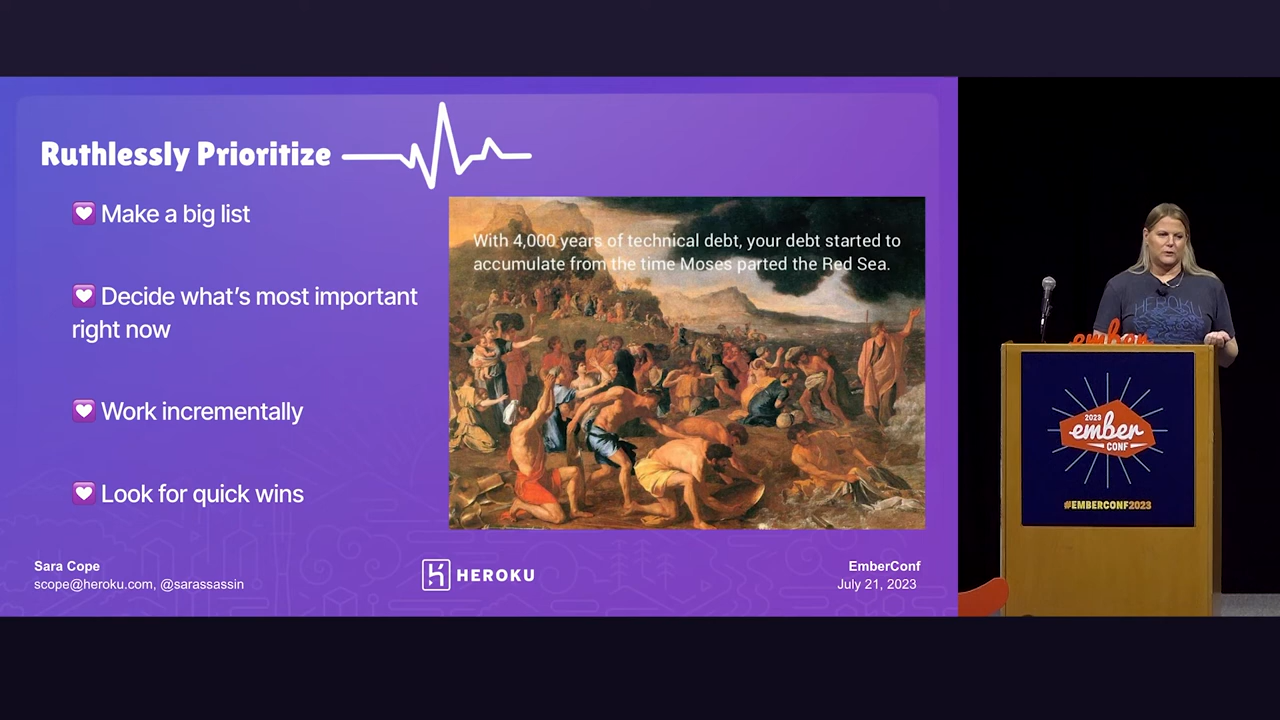 Ruthlessly Prioritize
Make a big list
Decide what's most important
right now
Work incrementally
Look for quick wins
With 4,000 years of technical debt, your debt started to
accumulate from the time Moses parted the Red Sea.
Sara Cope
scope@heroku.com, @sarassassin
HEROKU
EmberConf
July 21, 2023
HEROKU
ember
2023
ember
CONF
#EMBERCONF2023